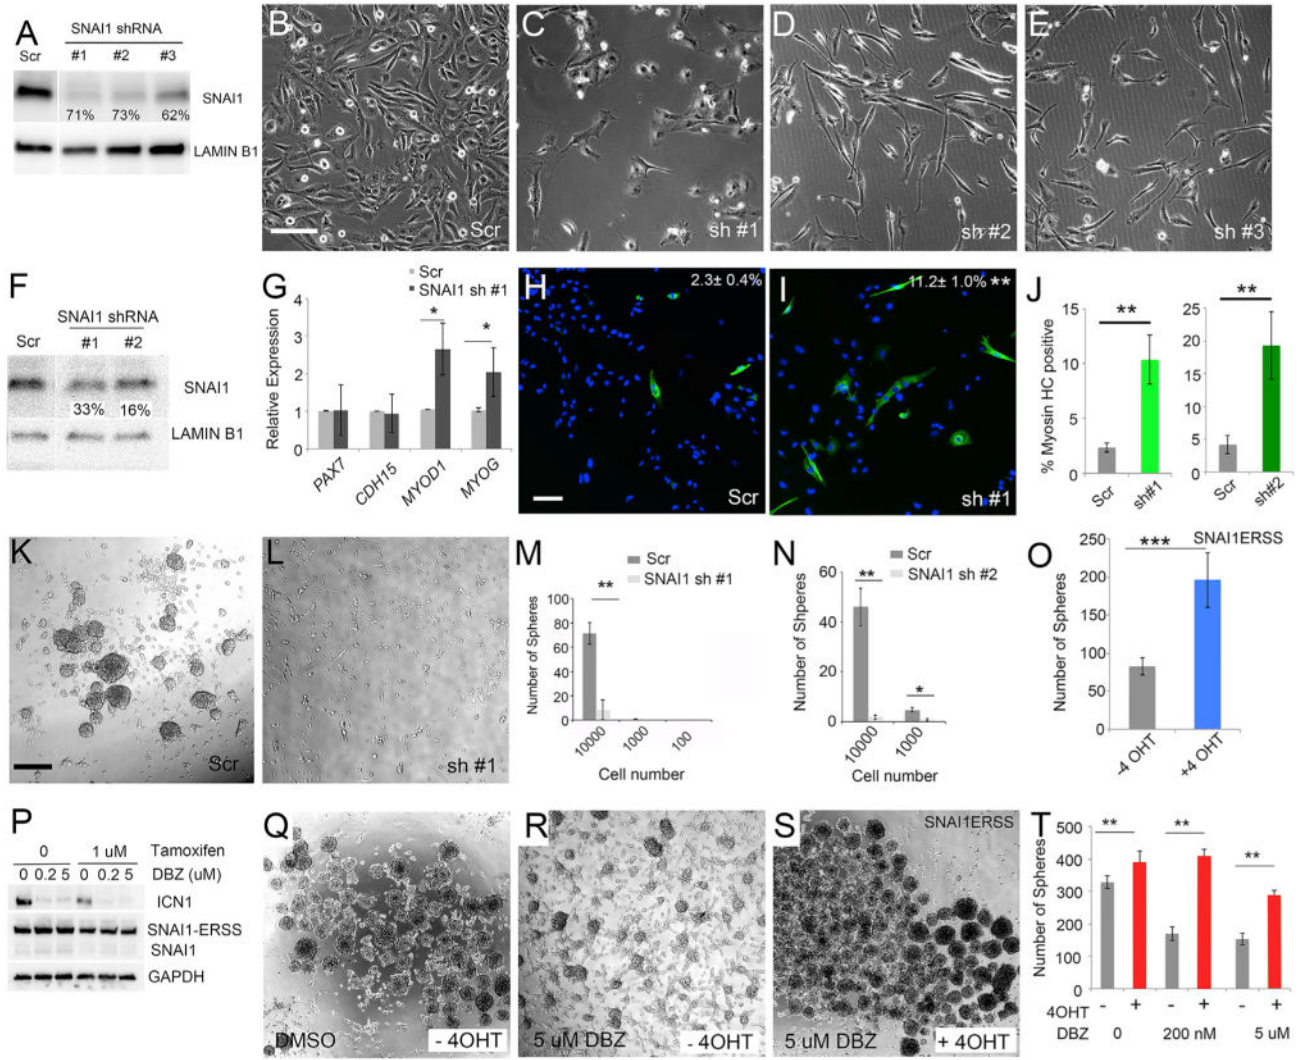 A
SNAI1 shRNA
Scr #1 #2 #3
SNAI1
71% 73% 62%
LAMIN B1
B
Scr
C
sh #1
D
sh #2
E
sh #3
F
SNAI1 shRNA
Scr #1 #2
SNAI1
33% 16%
LAMIN B1
G
Scr
SNAI1 sh #1
Relative Expression
4
3
2
1
0
* *
PAX7 CDH15 MYOD1 MYOG
H
2.3± 0.4%
Scr
I
11.2± 1.0% **
sh #1
J
% Myosin HC positive
15
10
5
0
**
Scr sh#1
25
20
15
10
5
0
**
Scr sh#2
K
Scr
L
sh #1
M
Scr
SNAI1 sh #1
Number of Spheres
100
80
60
40
20
0
**
10000 1000 100
Cell number
N
Scr
SNAI1 sh #2
Number of Shperes
60
40
20
0
**
*
10000 1000
Cell number
O
SNAI1ERSS
Number of Spheres
250
200
150
100
50
0
***
-4 OHT +4 OHT
P
0 1 uM Tamoxifen
0 0.2 5 0 0.2 5 DBZ (uM)
ICN1
SNAI1-ERSS
SNAI1
GAPDH
Q
DMSO - 4OHT
R
5 uM DBZ - 4OHT
S
SNAI1ERSS
5 uM DBZ + 4OHT
T
Number of Spheres
500
400
300
200
100
0
** ** **
4OHT - + - + - +
DBZ 0 200 nM 5 uM